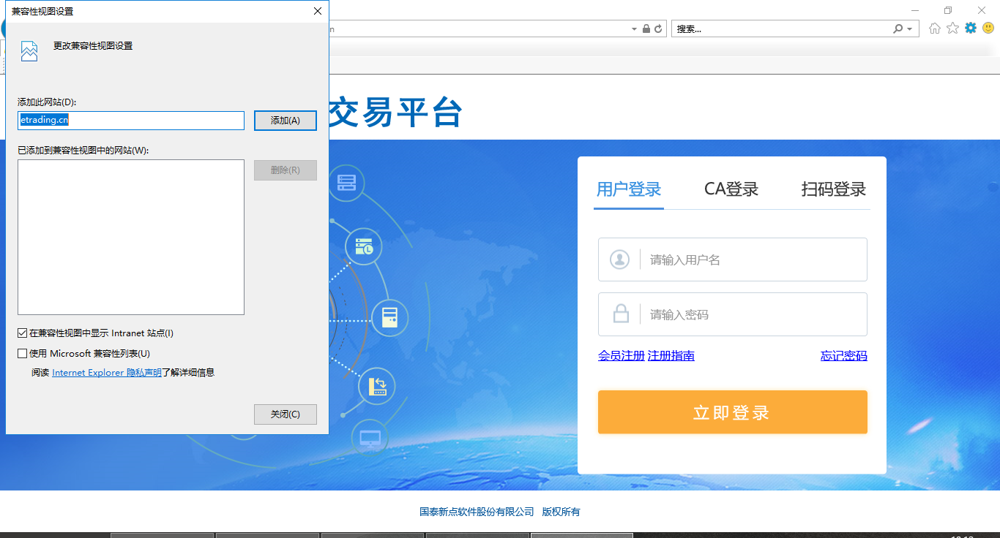 兼容性视图设置
更改兼容性视图设置
添加此网站(D):
etrading.cn
添加(A)
已添加到兼容性视图中的网站(W):
删除(R)
在兼容性视图中显示 Intranet 站点(I)
使用 Microsoft 兼容性列表(U)
阅读 Internet Explorer 隐私声明了解详细信息
关闭(C)
n
搜索...
交易平台
用户登录
CA登录
扫码登录
请输入用户名
请输入密码
会员注册 注册指南
忘记密码
立即登录
国泰新点软件股份有限公司 版权所有